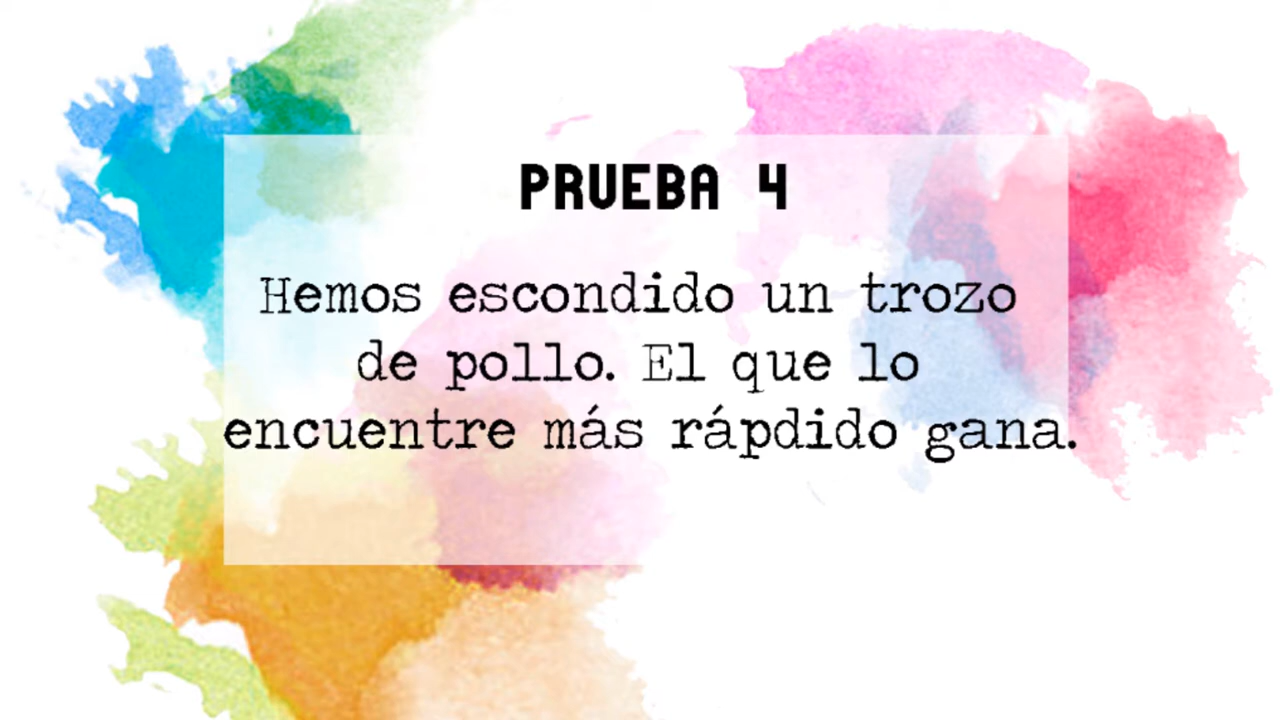 PRUEBA 4
Hemos escondido un trozo
de pollo. El que lo
encuentre más rápdido gana.